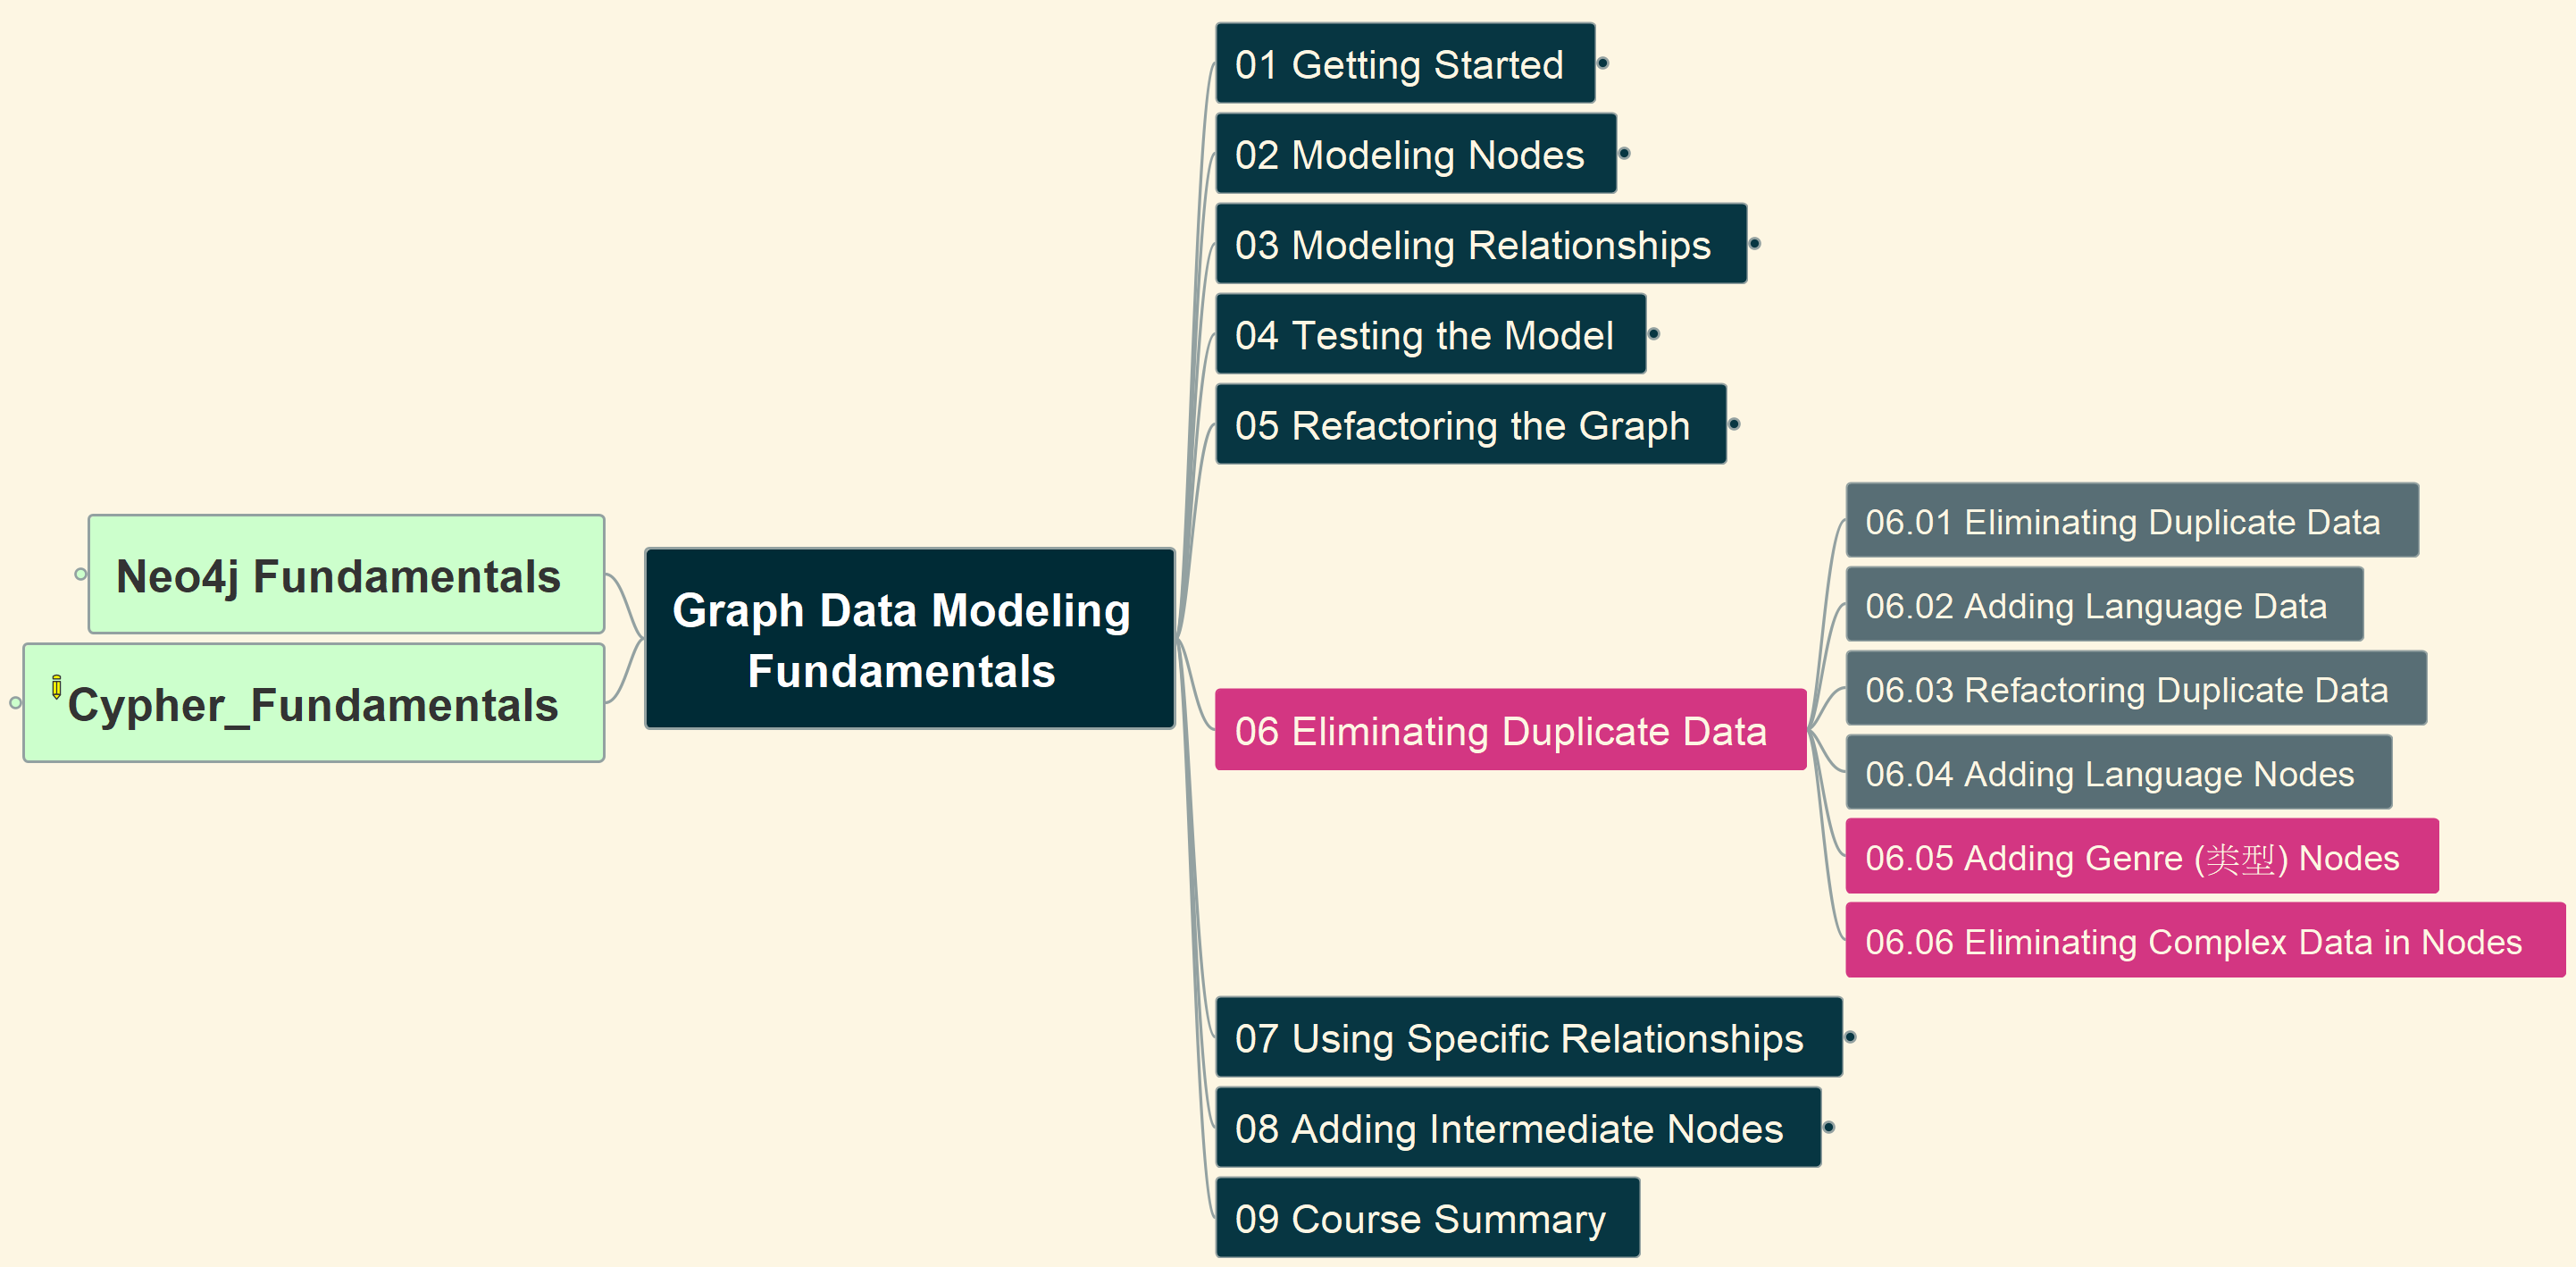 Neo4j Fundamentals
Cypher_Fundamentals
Graph Data Modeling
Fundamentals
01 Getting Started
02 Modeling Nodes
03 Modeling Relationships
04 Testing the Model
05 Refactoring the Graph
06 Eliminating Duplicate Data
06.01 Eliminating Duplicate Data
06.02 Adding Language Data
06.03 Refactoring Duplicate Data
06.04 Adding Language Nodes
06.05 Adding Genre (类型) Nodes
06.06 Eliminating Complex Data in Nodes
07 Using Specific Relationships
08 Adding Intermediate Nodes
09 Course Summary